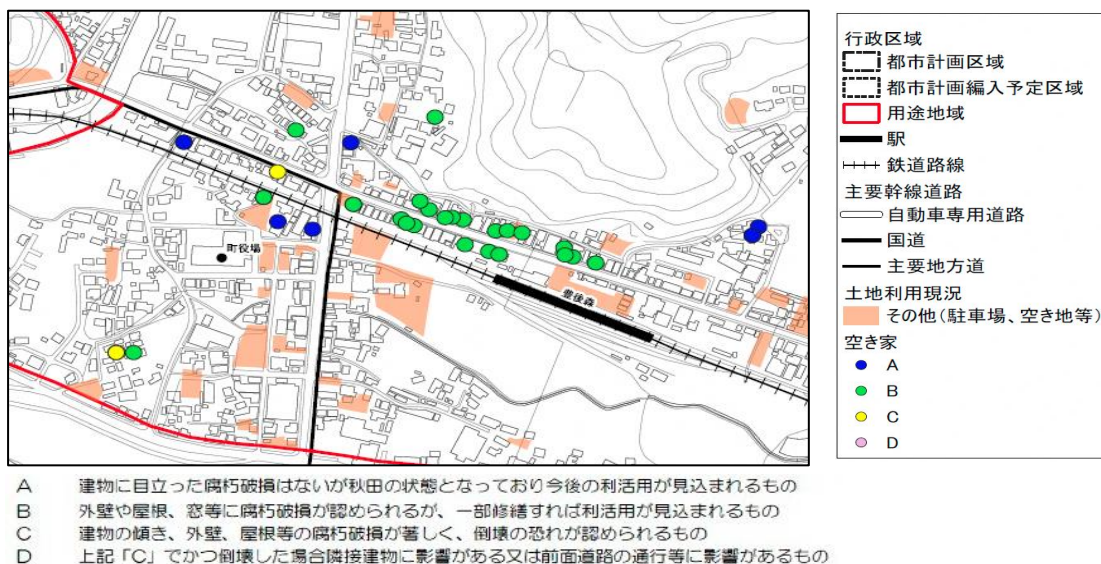 町役場
豊後森
行政区域
都市計画区域
都市計画編入予定区域
用途地域
駅
鉄道路線
主要幹線道路
自動車専用道路
国道
主要地方道
土地利用現況
その他(駐車場、空き地等)
空き家
A
B
C
D
A 建物に目立った腐朽破損はないが秋田の状態となっており今後の利活用が見込まれるもの
B 外壁や屋根、窓等に腐朽破損が認められるが、一部修繕すれば利活用が見込まれるもの
C 建物の傾き、外壁、屋根等の腐朽破損が著しく、倒壊の恐れが認められるもの
D 上記「C」でかつ倒壊した場合隣接建物に影響がある又は前面道路の通行等に影響があるもの